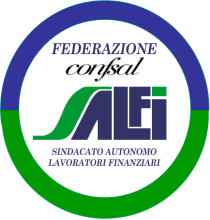 FEDERAZIONE
confsal
SALFi
SINDACATO AUTONOMO
LAVORATORI FINANZIARI